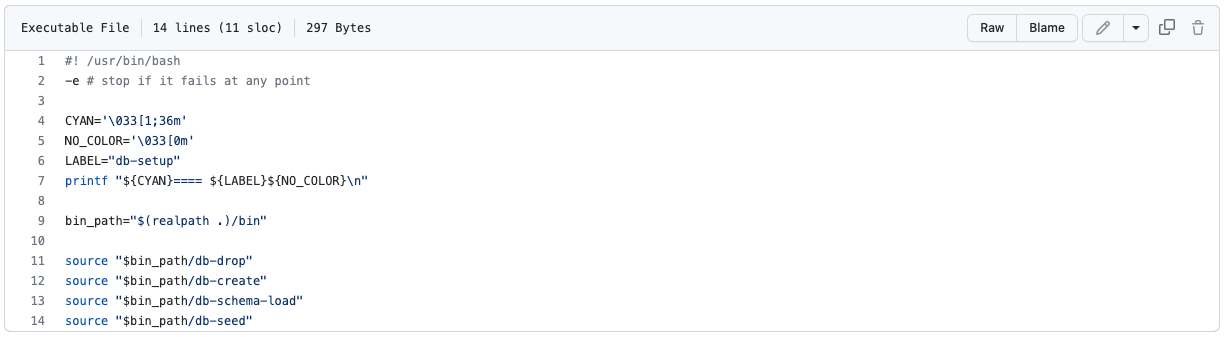 Executable File 14 lines (11 sloc) 297 Bytes Raw Blame
1 #! /usr/bin/bash
2 -e # stop if it fails at any point
3
4 CYAN='\033[1;36m'
5 NO_COLOR='\033[0m'
6 LABEL="db-setup"
7 printf "${CYAN}==== ${LABEL}${NO_COLOR}\n"
8
9 bin_path="$(realpath .)/bin"
10
11 source "$bin_path/db-drop"
12 source "$bin_path/db-create"
13 source "$bin_path/db-schema-load"
14 source "$bin_path/db-seed"